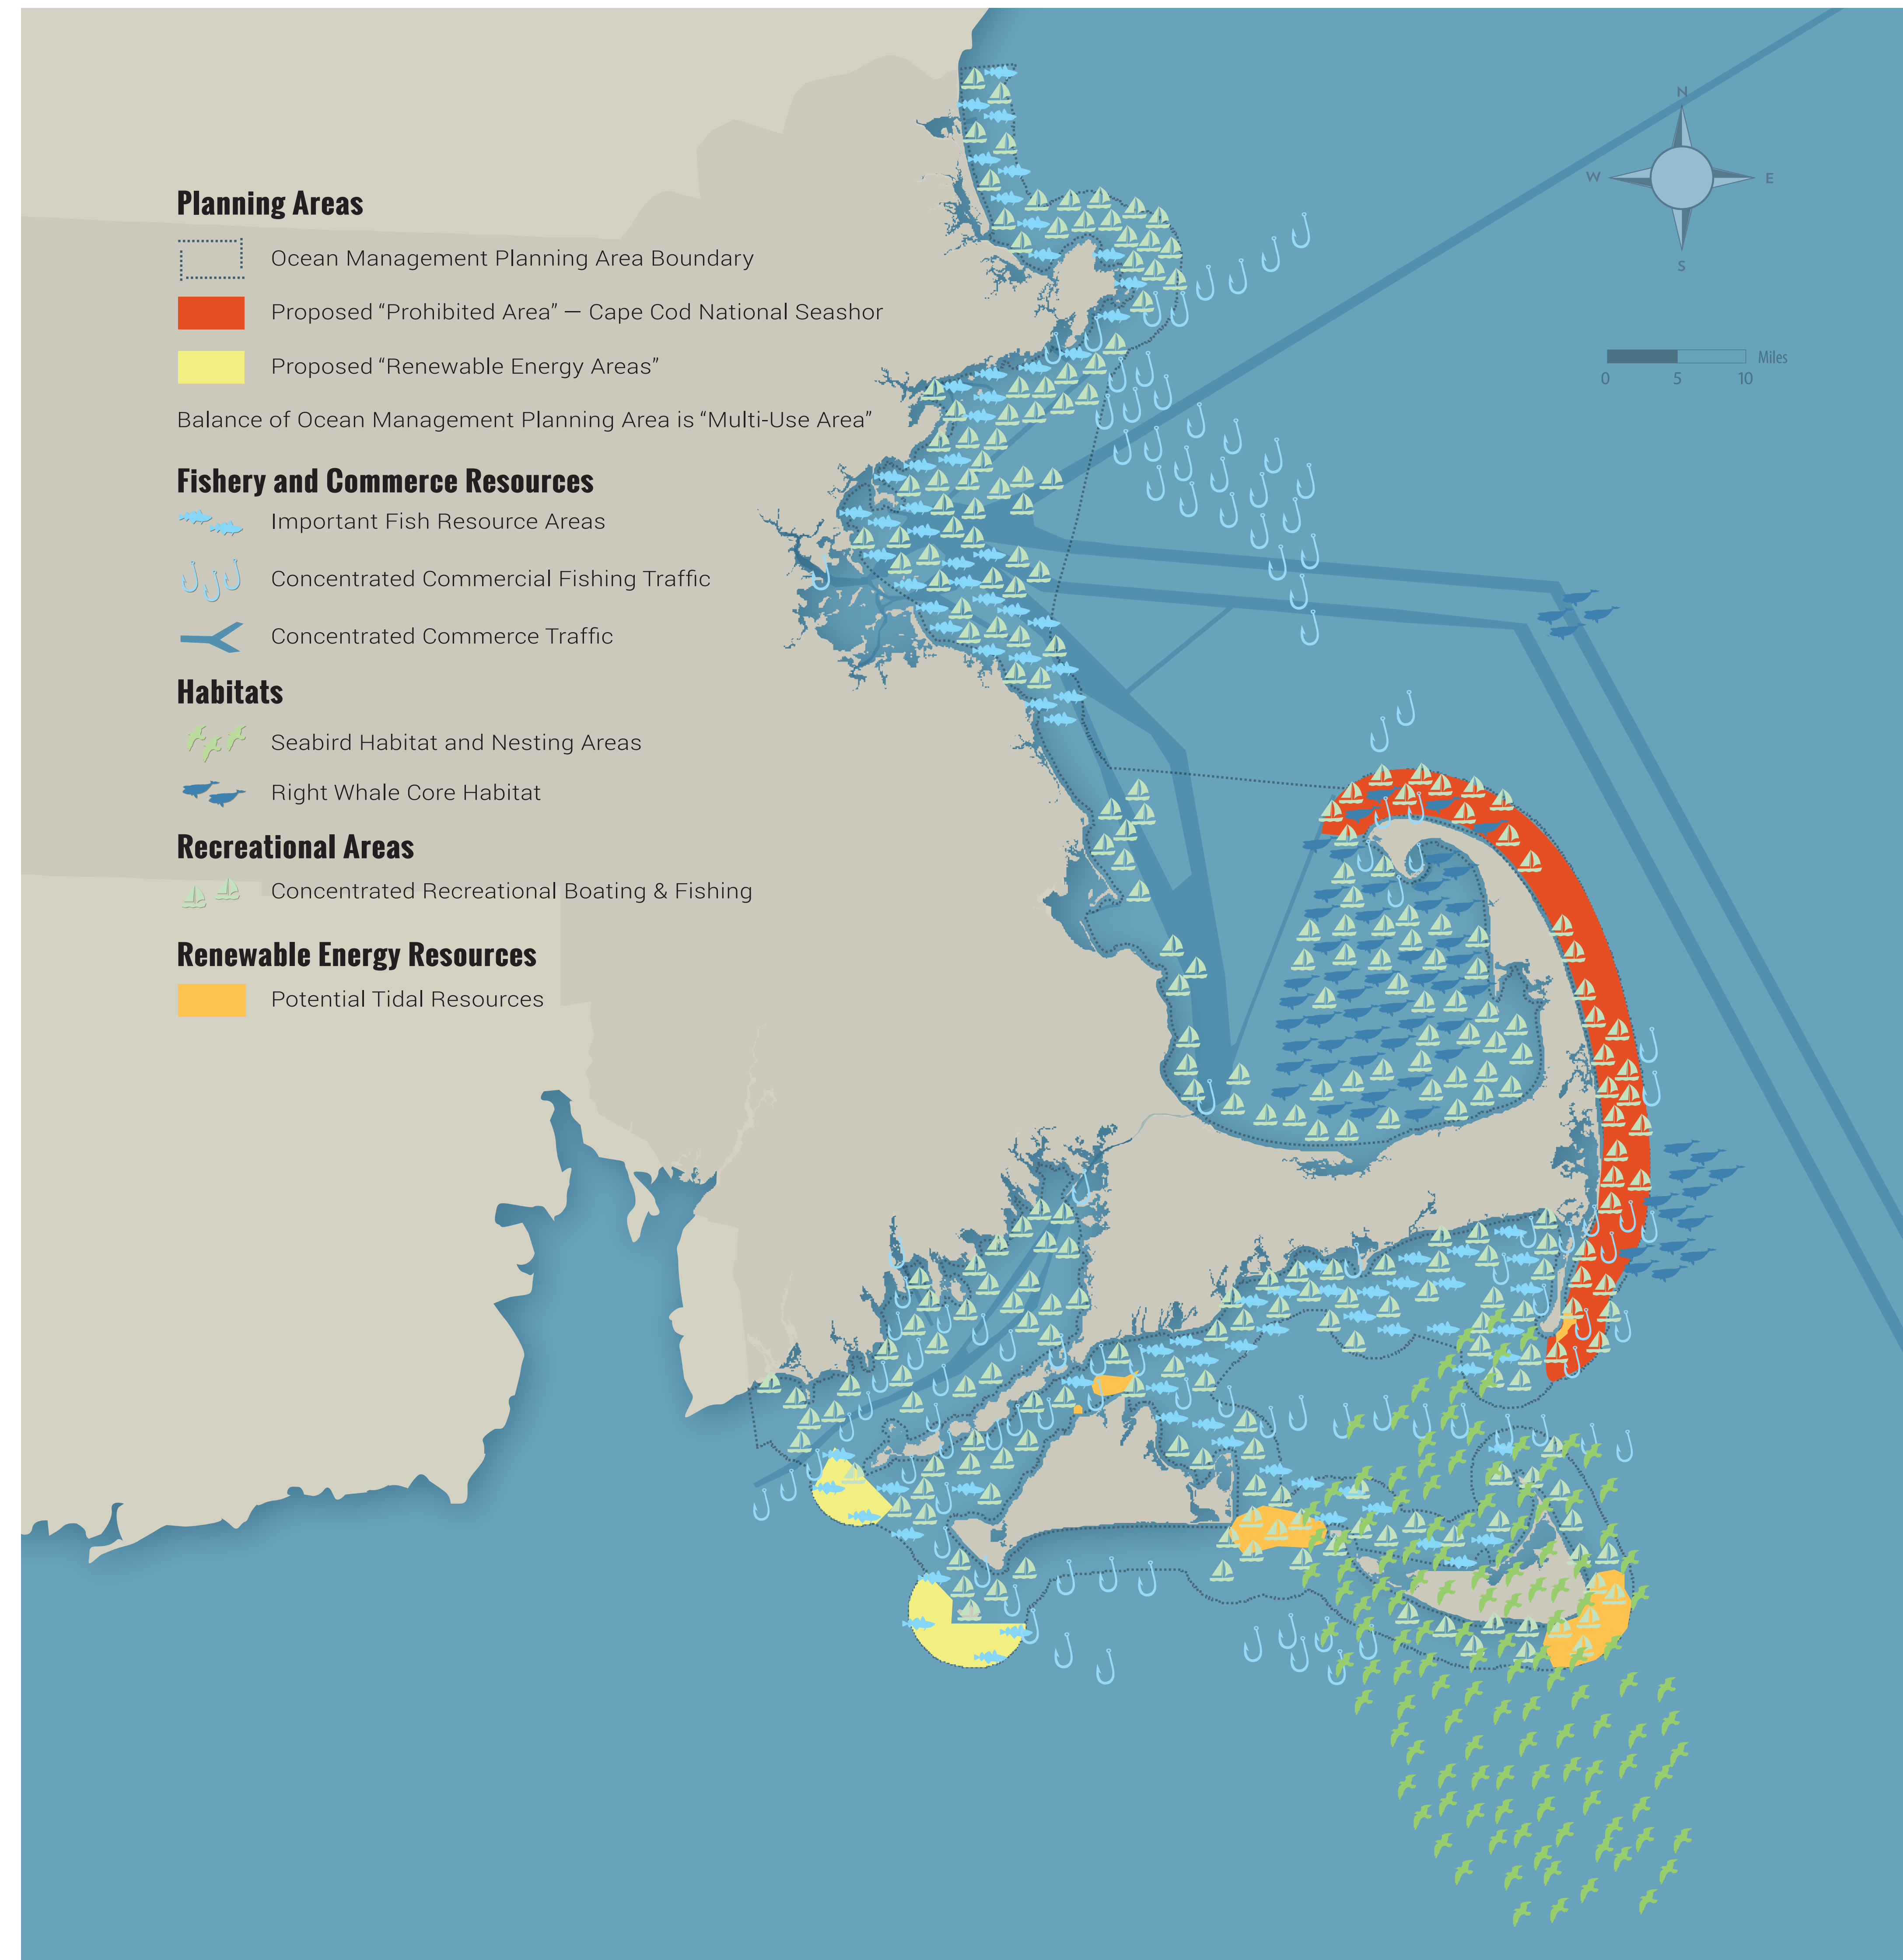 Planning Areas
Ocean Management Planning Area Boundary
Proposed “Prohibited Area” — Cape Cod National Seashor
Proposed “Renewable Energy Areas”
Balance of Ocean Management Planning Area is “Multi-Use Area”
Fishery and Commerce Resources
Important Fish Resource Areas
Concentrated Commercial Fishing Traffic
Concentrated Commerce Traffic
Habitats
Seabird Habitat and Nesting Areas
Right Whale Core Habitat
Recreational Areas
Concentrated Recreational Boating & Fishing
Renewable Energy Resources
Potential Tidal Resources
N
W E
S
Miles
0 5 10